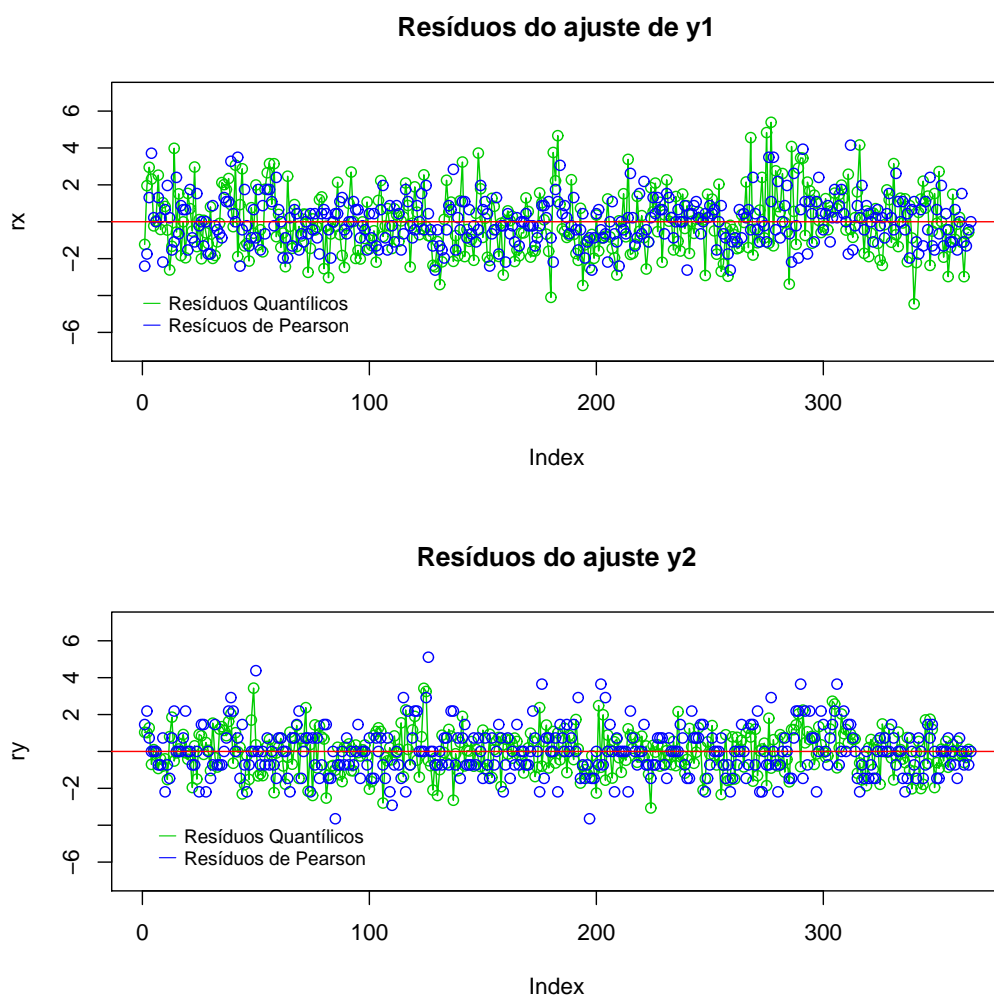 Resíduos do ajuste de y1
rx
6
4
2
0
−2
−6
Resíduos Quantílicos
Resícuos de Pearson
0
100
200
300
Index
Resíduos do ajuste y2
ry
6
4
2
0
−2
−6
Resíduos Quantílicos
Resíduos de Pearson
0
100
200
300
Index